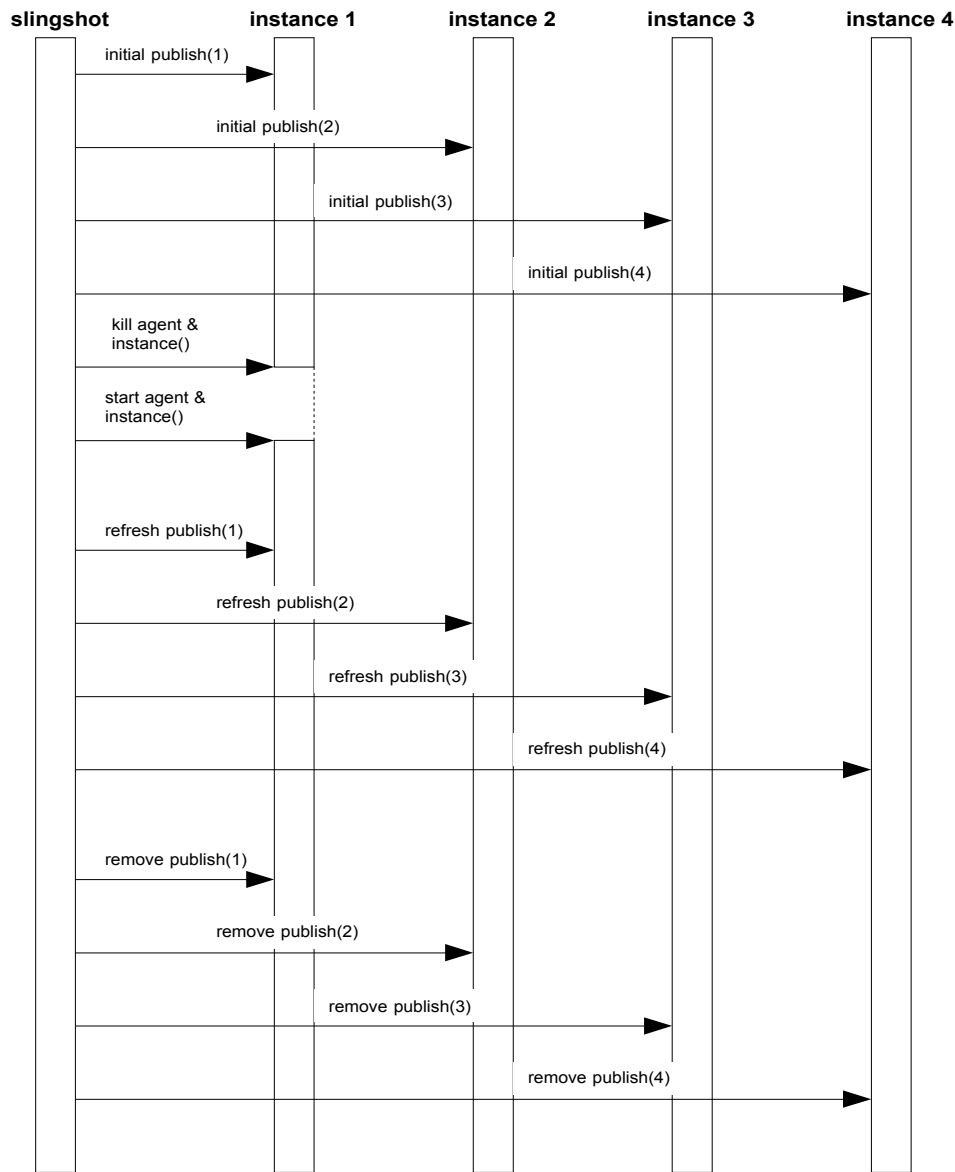 slingshot
instance 1
instance 2
instance 3
instance 4
initial publish(1)
initial publish(2)
initial publish(3)
initial publish(4)
kill agent &
instance()
start agent &
instance()
refresh publish(1)
refresh publish(2)
refresh publish(3)
refresh publish(4)
remove publish(1)
remove publish(2)
remove publish(3)
remove publish(4)